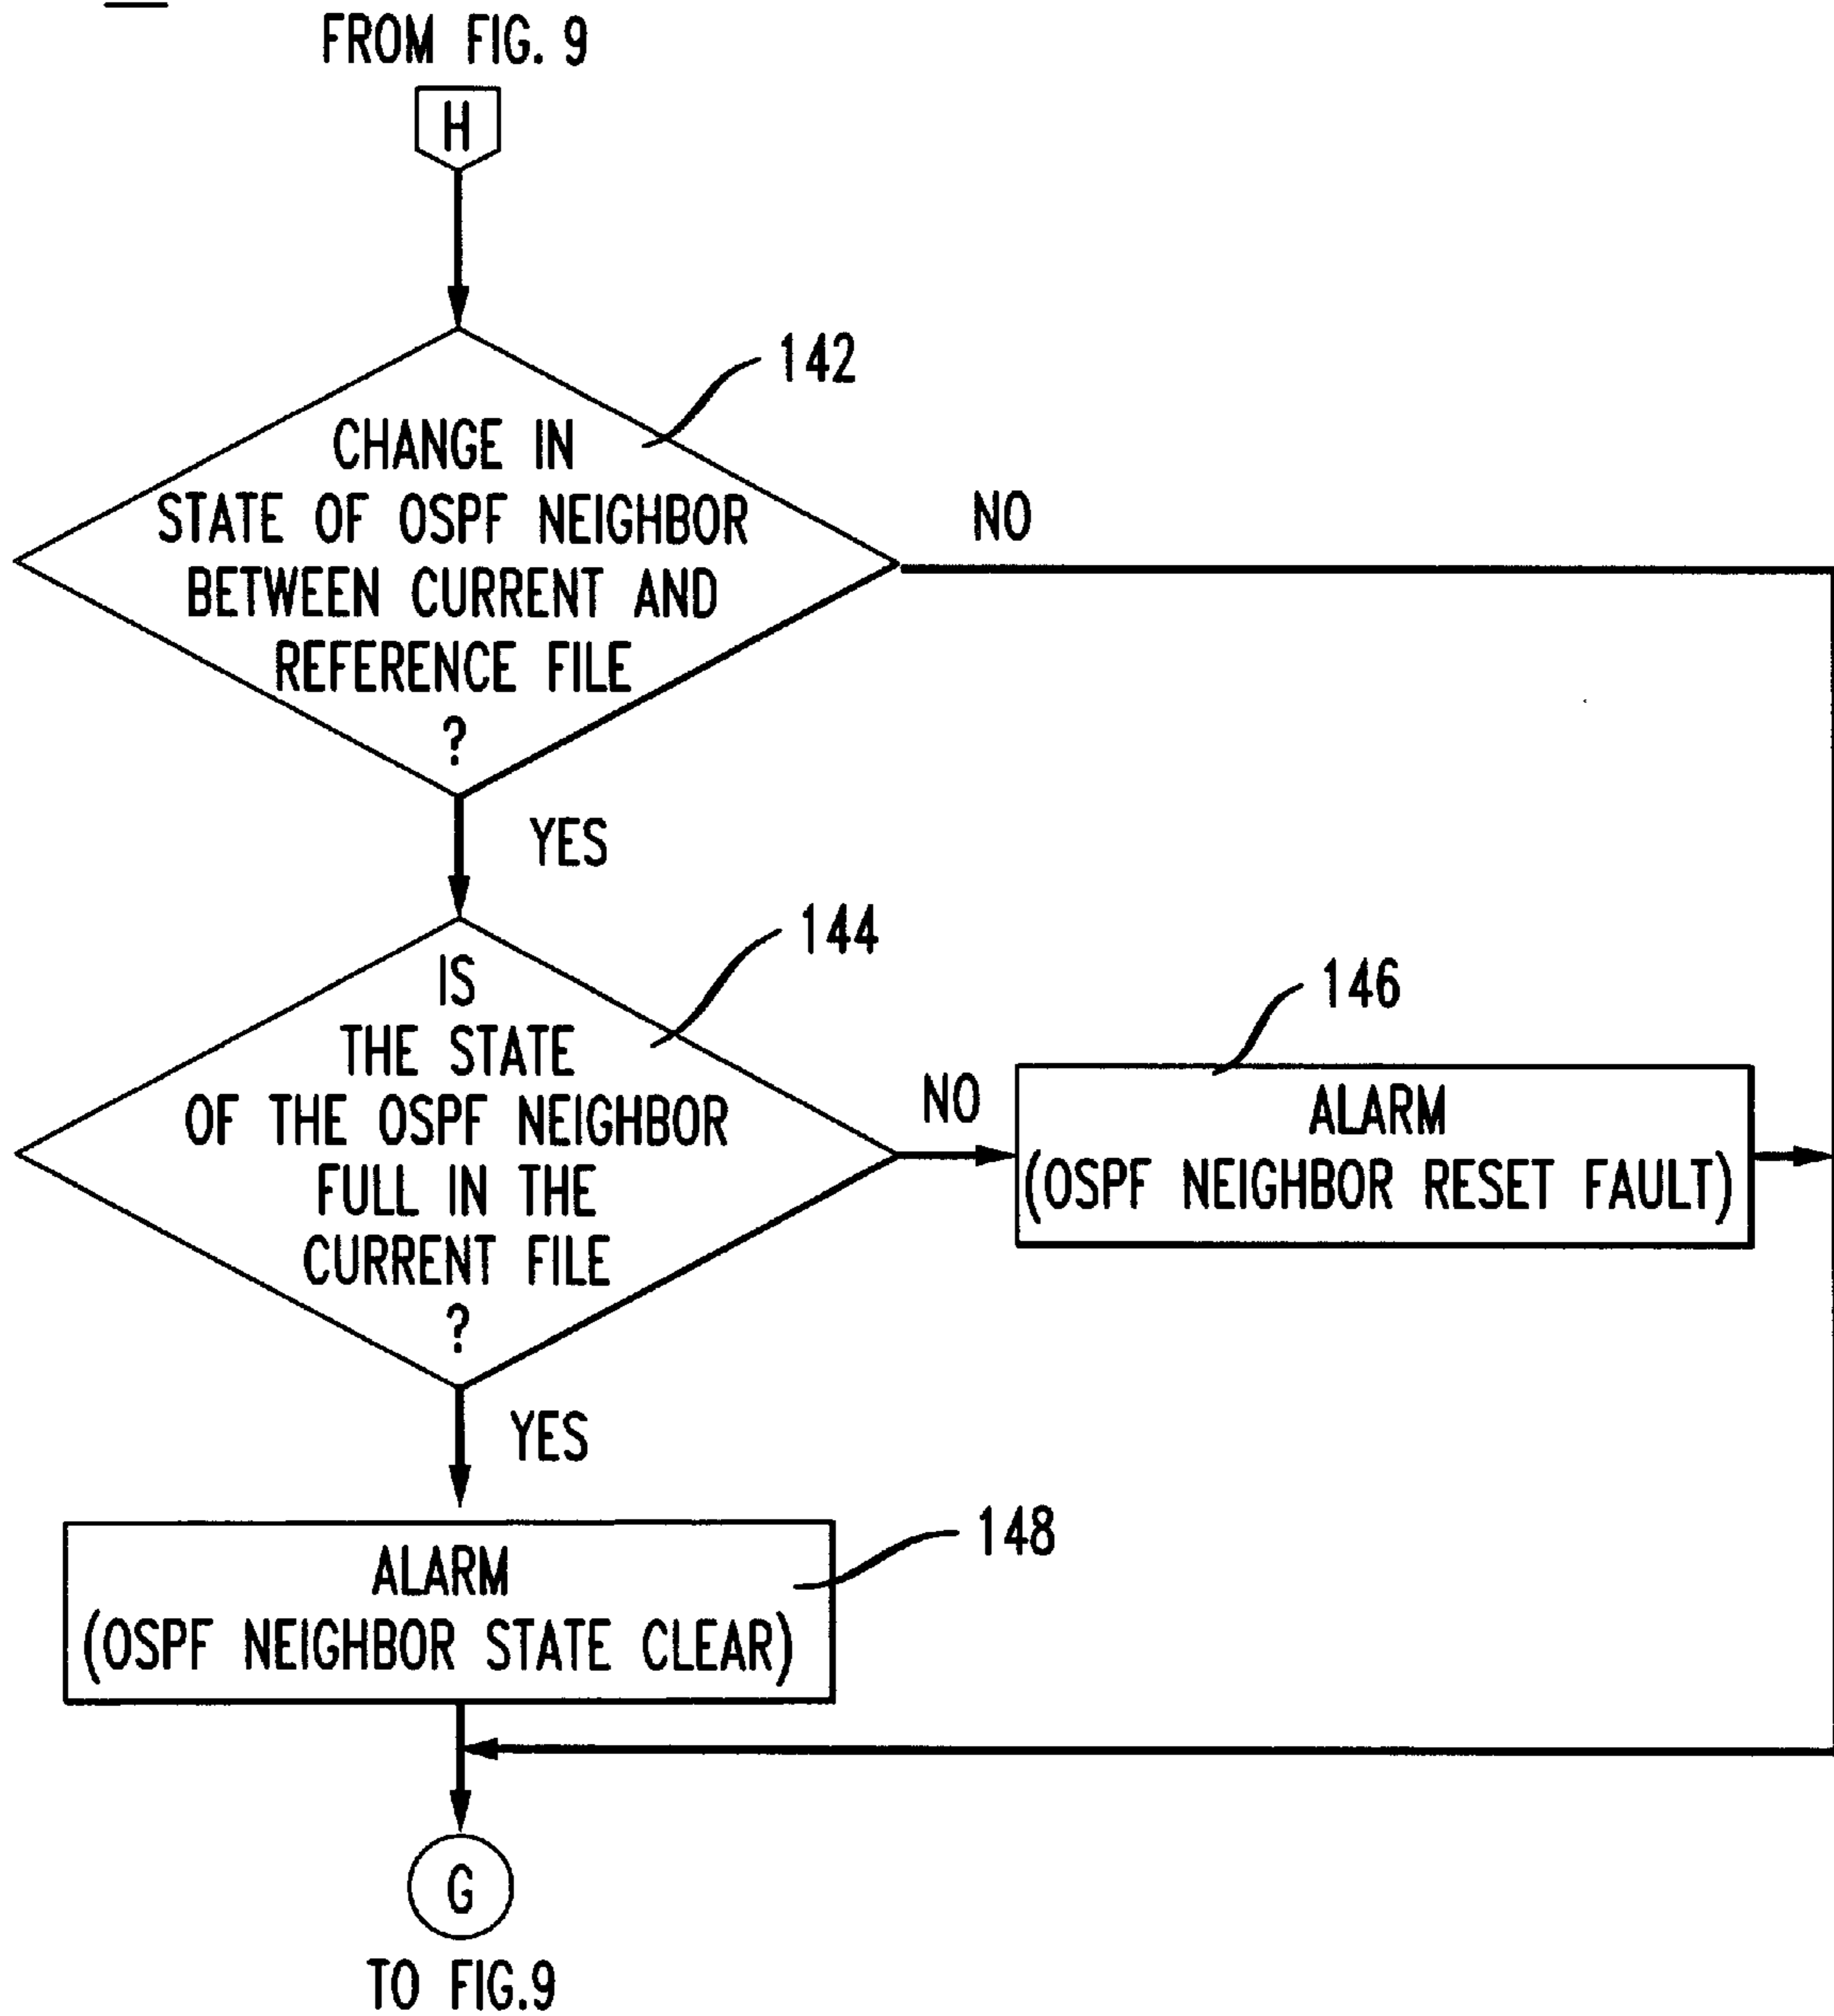 FROM FIG. 9
H
142
CHANGE IN
STATE OF OSPF NEIGHBOR
BETWEEN CURRENT AND
REFERENCE FILE
?
NO
YES
144
IS
THE STATE
OF THE OSPF NEIGHBOR
FULL IN THE
CURRENT FILE
?
NO
146
ALARM
(OSPF NEIGHBOR RESET FAULT)
YES
148
ALARM
(OSPF NEIGHBOR STATE CLEAR)
G
TO FIG.9